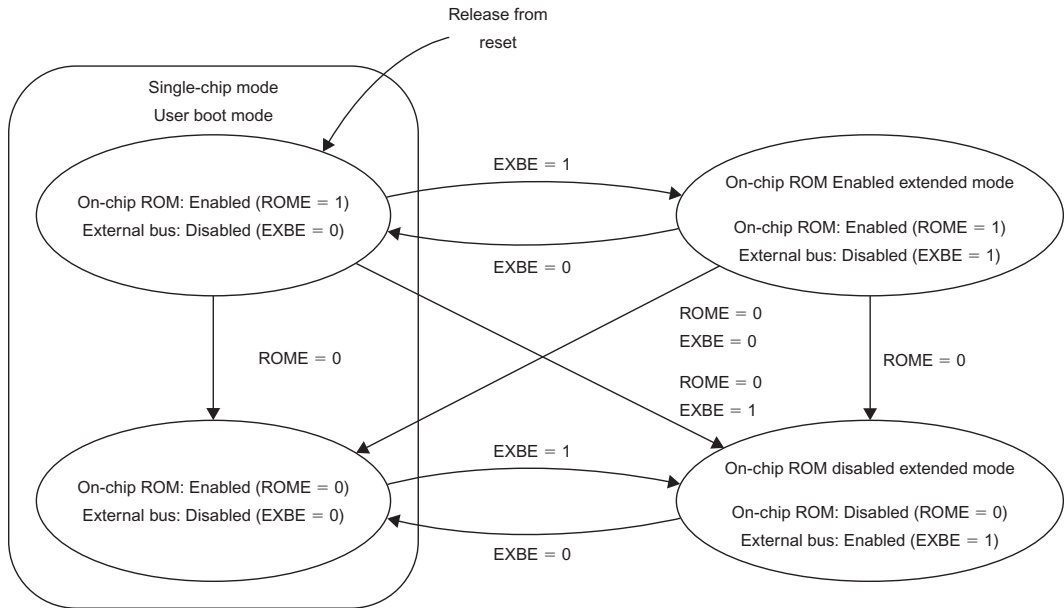 Release from
reset
Single-chip mode
User boot mode
On-chip ROM: Enabled (ROME = 1)
External bus: Disabled (EXBE = 0)
EXBE = 1
EXBE = 0
On-chip ROM Enabled extended mode
On-chip ROM: Enabled (ROME = 1)
External bus: Disabled (EXBE = 1)
ROME = 0
ROME = 0
EXBE = 0
ROME = 0
EXBE = 1
ROME = 0
On-chip ROM: Enabled (ROME = 0)
External bus: Disabled (EXBE = 0)
EXBE = 1
EXBE = 0
On-chip ROM disabled extended mode
On-chip ROM: Disabled (ROME = 0)
External bus: Enabled (EXBE = 1)